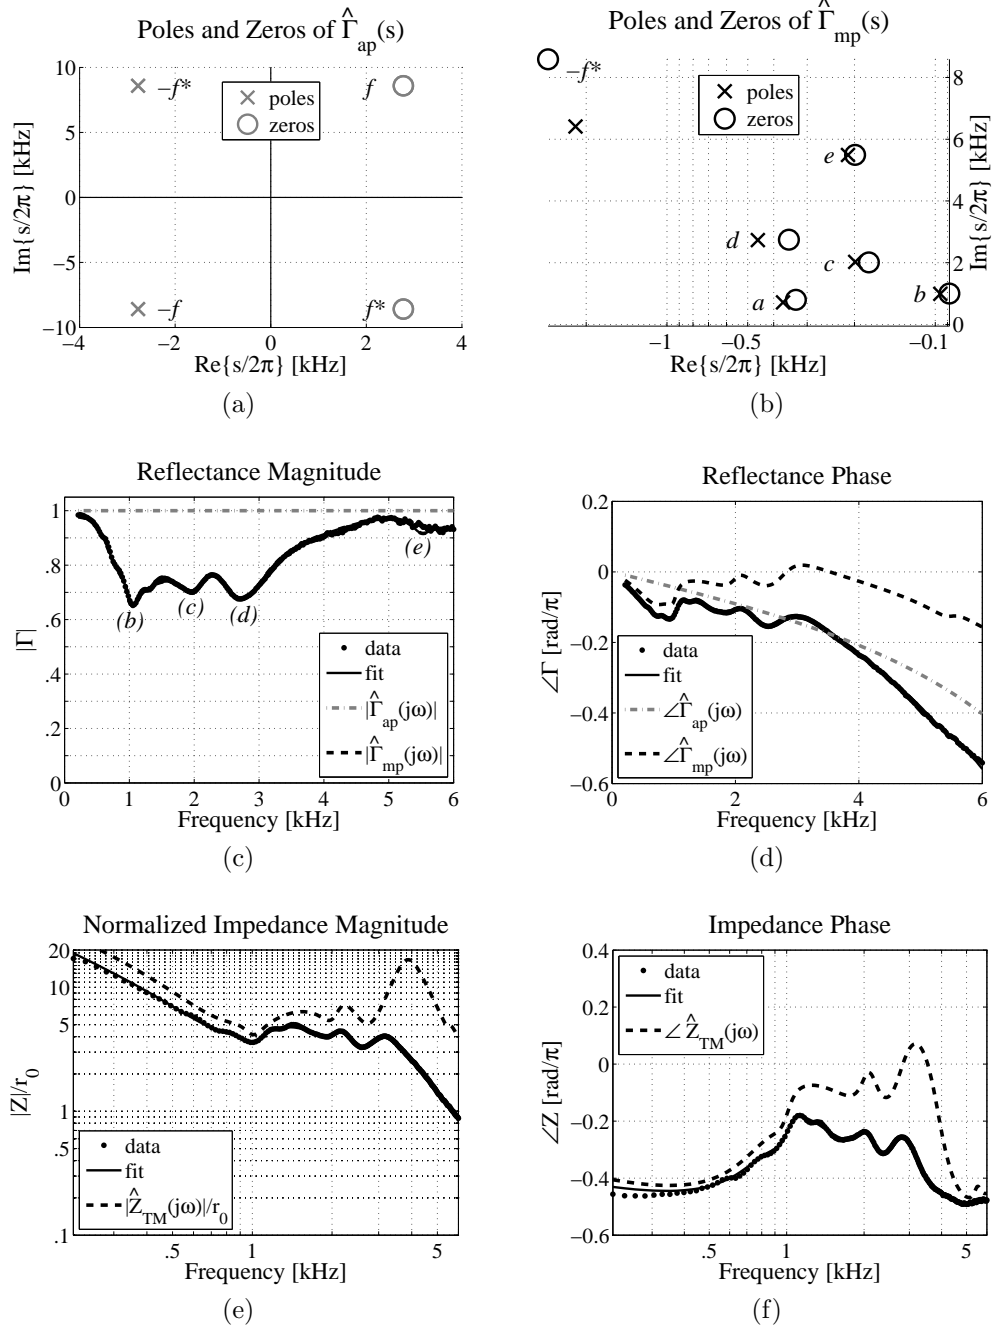 Poles and Zeros of Γ̂ap(s)
10
5
0
−5
−10
Im{s/2π} [kHz]
−f*
f
poles
zeros
−f
f*
−4
−2
0
2
4
Re{s/2π} [kHz]
(a)
Poles and Zeros of Γ̂mp(s)
−f*
poles
zeros
e
d
c
a
b
8
6
4
2
0
Im{s/2π} [kHz]
−1
−0.5
−0.1
Re{s/2π} [kHz]
(b)
Reflectance Magnitude
1
.8
.6
.4
.2
0
|Γ|
(b)
(c)
(d)
(e)
data
fit
|Γ̂ap(jω)|
|Γ̂mp(jω)|
0
1
2
3
4
5
6
Frequency [kHz]
(c)
Reflectance Phase
0.2
0
−0.2
−0.4
−0.6
∠Γ [rad/π]
data
fit
∠Γ̂ap(jω)
∠Γ̂mp(jω)
0
2
4
6
Frequency [kHz]
(d)
Normalized Impedance Magnitude
20
10
5
1
.5
.1
|Z|/r0
data
fit
|ẐTM(jω)|/r0
.5
1
5
Frequency [kHz]
(e)
Impedance Phase
0.4
0.2
0
−0.2
−0.4
−0.6
∠Z [rad/π]
data
fit
∠ ẐTM(jω)
.5
1
5
Frequency [kHz]
(f)